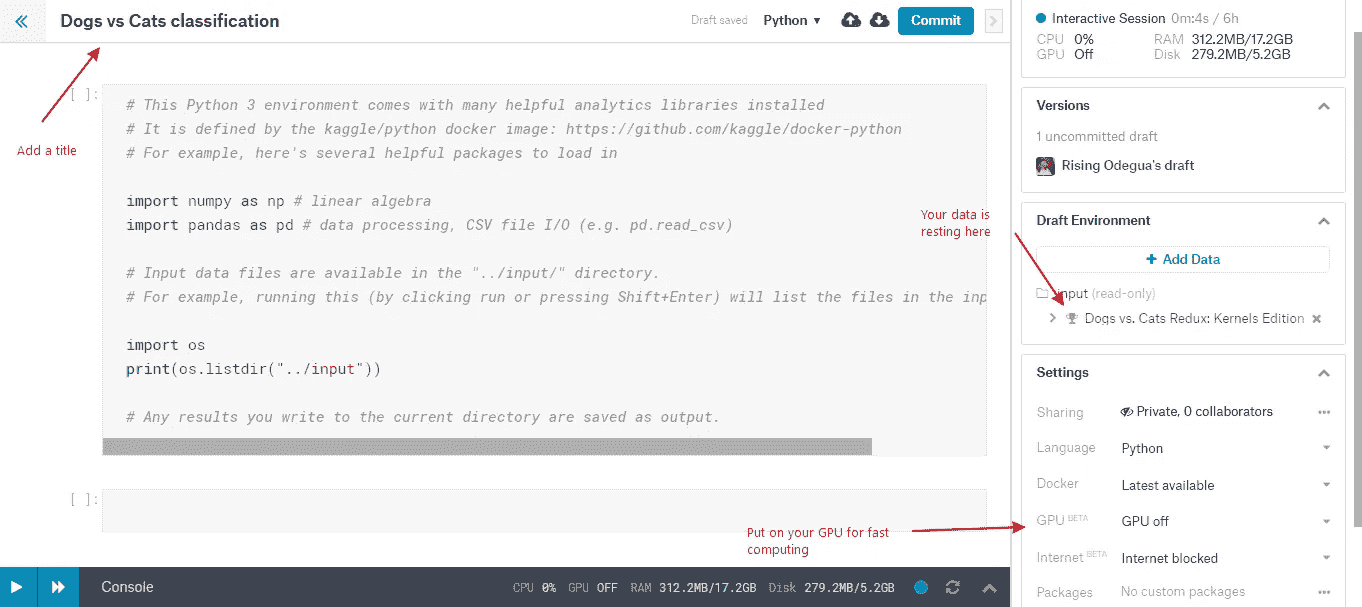 Dogs vs Cats classification
Draft saved
Python
Commit
Add a title
[ ]:
# This Python 3 environment comes with many helpful analytics libraries installed
# It is defined by the kaggle/python docker image: https://github.com/kaggle/docker-python
# For example, here's several helpful packages to load in
import numpy as np # linear algebra
import pandas as pd # data processing, CSV file I/O (e.g. pd.read_csv)
# Input data files are available in the "../input/" directory.
# For example, running this (by clicking run or pressing Shift+Enter) will list the files in the inp
import os
print(os.listdir("../input"))
# Any results you write to the current directory are saved as output.
[ ]:
Your data is
resting here
Put on your GPU for fast
computing
Console
CPU 0% GPU OFF RAM 312.2MB/17.2GB Disk 279.2MB/5.2GB
Interactive Session 0m:4s / 6h
CPU 0% RAM 312.2MB/17.2GB
GPU Off Disk 279.2MB/5.2GB
Versions
1 uncommitted draft
Rising Odegua's draft
Draft Environment
+ Add Data
input (read-only)
Dogs vs. Cats Redux: Kernels Edition
Settings
Sharing Private, 0 collaborators
Language Python
Docker Latest available
GPU BETA GPU off
Internet BETA Internet blocked
Packages No custom packages